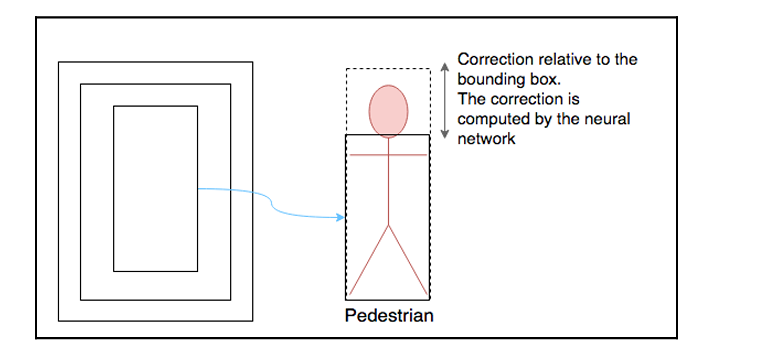 Correction relative to the
bounding box.
The correction is
computed by the neural
network
Pedestrian